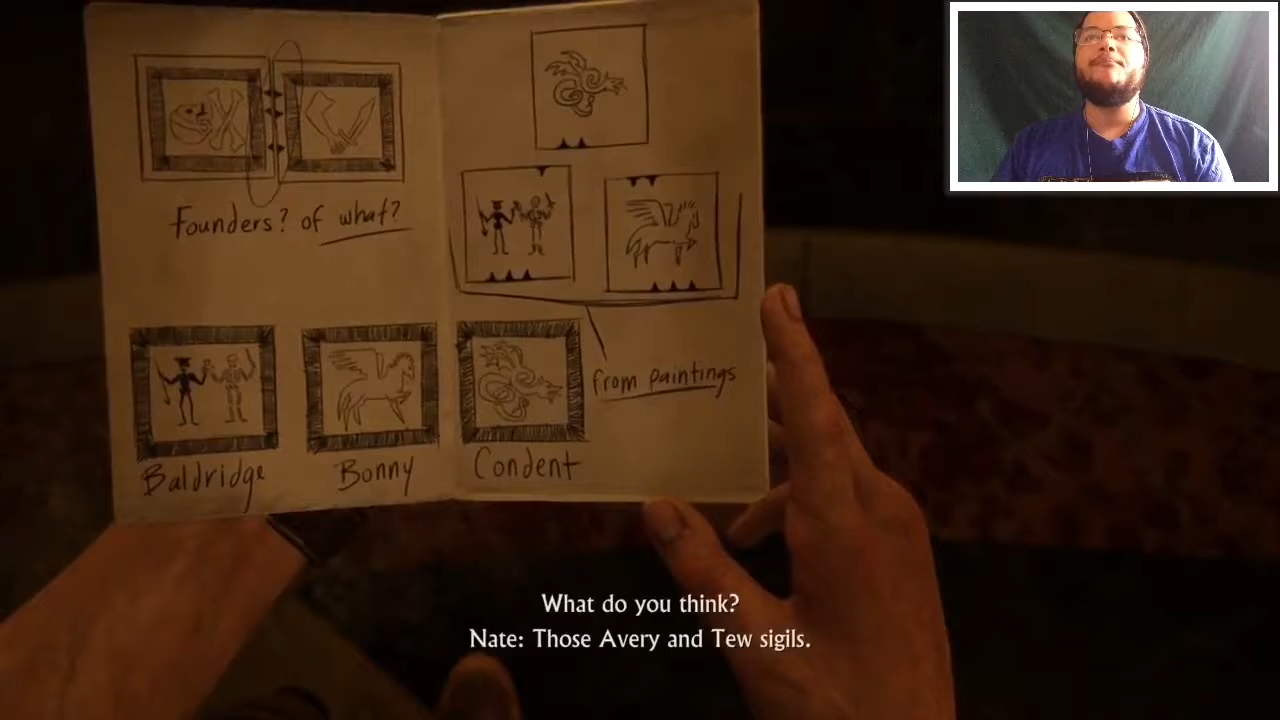 Founders? of what?
from paintings
Baldridge
Bonny
Condent
What do you think?
Nate: Those Avery and Tew sigils.